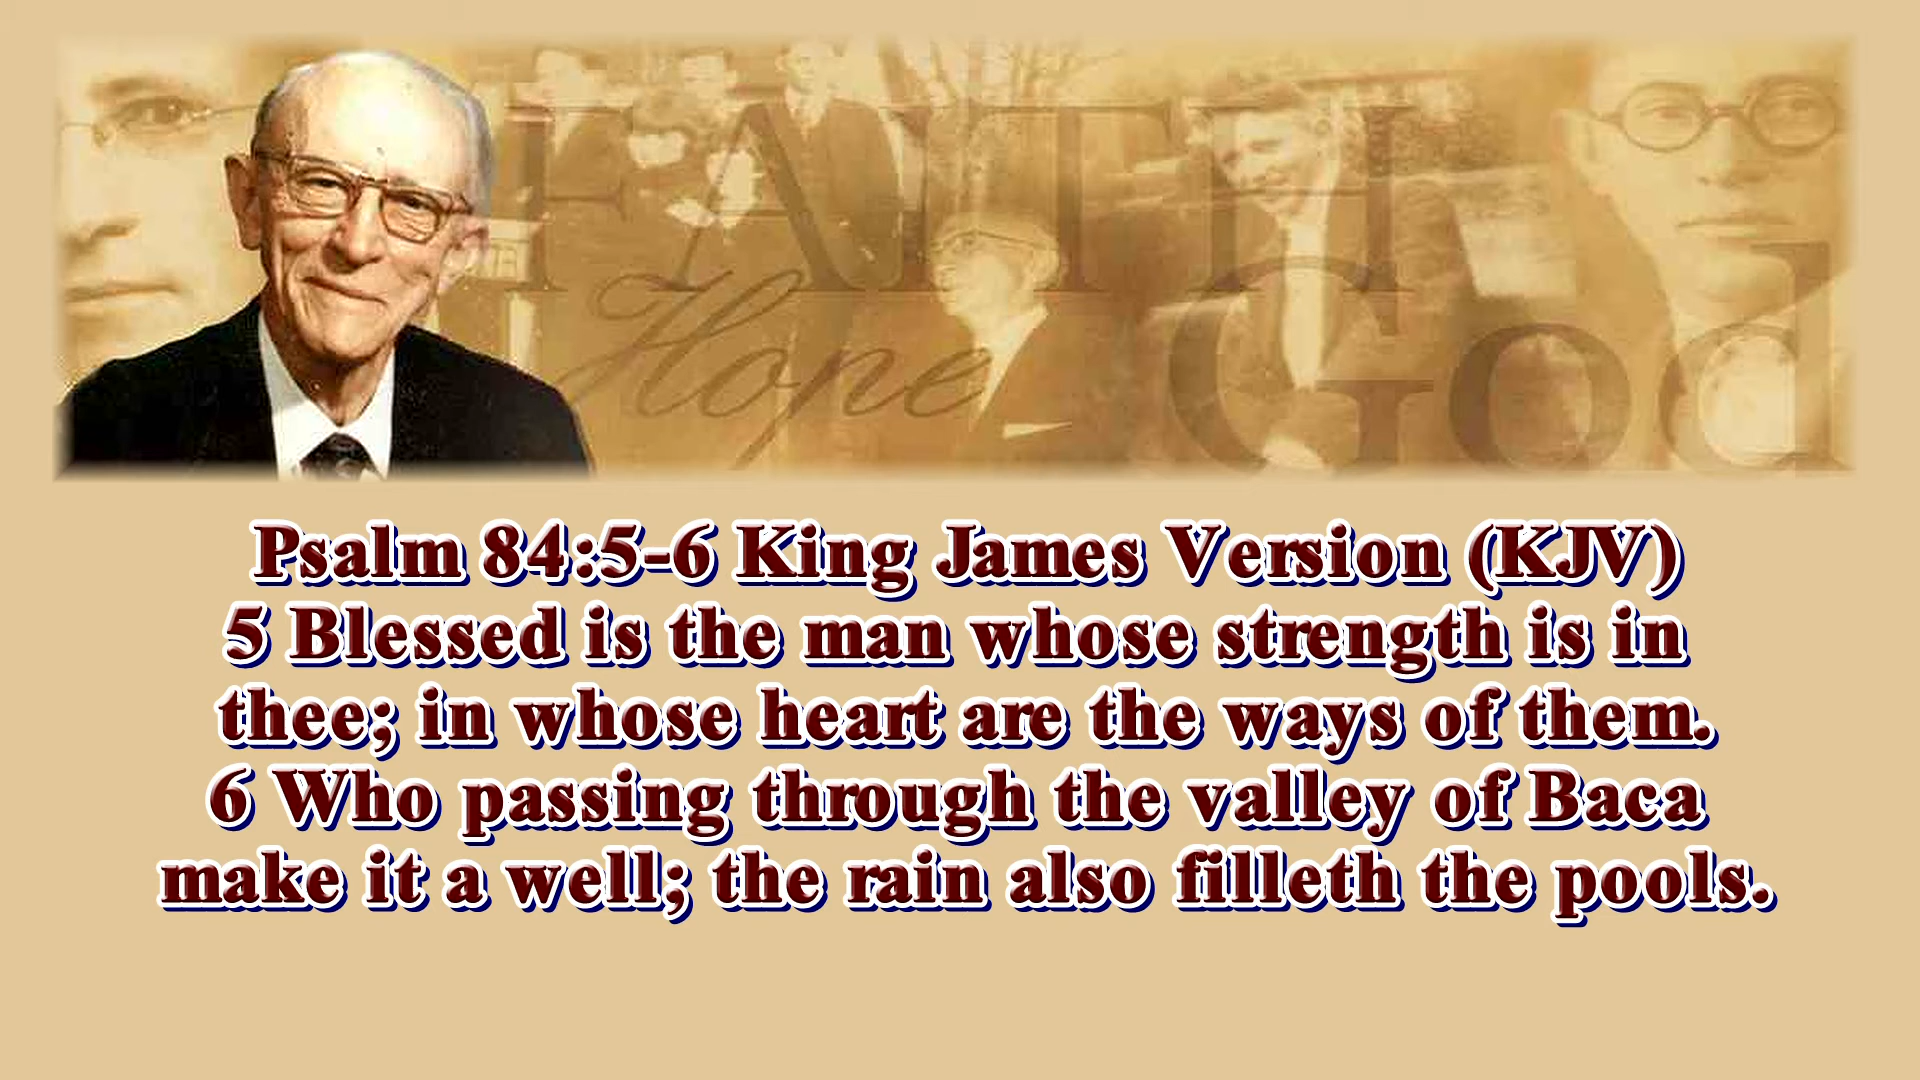 FAITH
Hope
God
Psalm 84:5-6 King James Version (KJV)
5 Blessed is the man whose strength is in
thee; in whose heart are the ways of them.
6 Who passing through the valley of Baca
make it a well; the rain also filleth the pools.